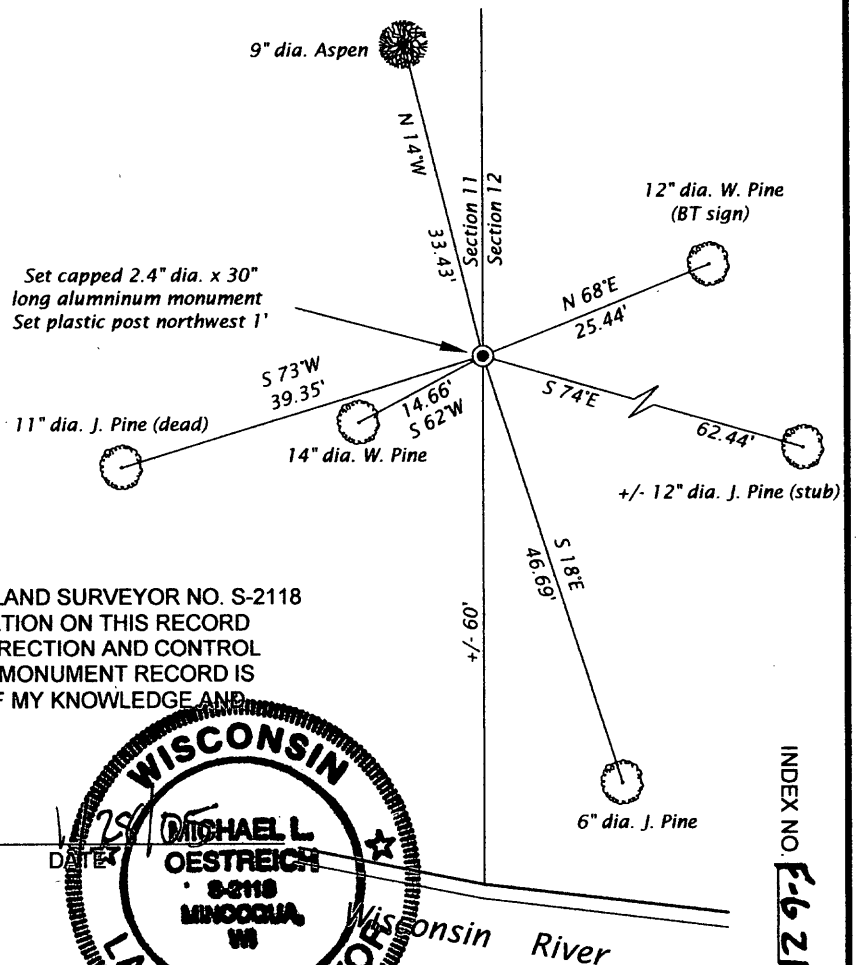 9" dia. Aspen
N 14°W
33.43'
Section 11
Section 12
12" dia. W. Pine
(BT sign)
N 68°E
25.44'
Set capped 2.4" dia. x 30"
long alumninum monument
Set plastic post northwest 1'
S 73°W
39.35'
14.66'
S 62°W
S 74°E
62.44'
11" dia. J. Pine (dead)
14" dia. W. Pine
+/- 12" dia. J. Pine (stub)
S 18°E
46.69'
+/- 60'
6" dia. J. Pine
LAND SURVEYOR NO. S-2118
TION ON THIS RECORD
RECTION AND CONTROL
MONUMENT RECORD IS
F MY KNOWLEDGE AND
DATE
WISCONSIN
MICHAEL L.
OESTREICH
S-2118
MINOCQUA,
WI
Wisconsin River
INDEX NO. F-6 21